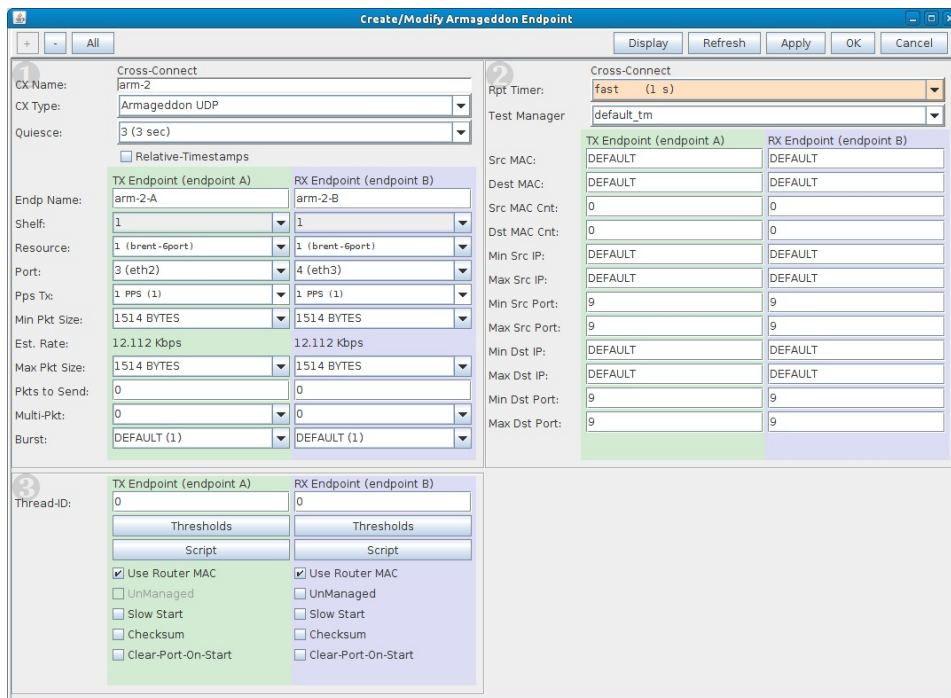 Create/Modify Armageddon Endpoint
+ - All Display Refresh Apply OK Cancel
1
Cross-Connect
CX Name: arm-2
CX Type: Armageddon UDP
Quiesce: 3 (3 sec)
Relative-Timestamps
TX Endpoint (endpoint A) RX Endpoint (endpoint B)
Endp Name: arm-2-A arm-2-B
Shelf: 1 1
Resource: 1 (brent-6port) 1 (brent-6port)
Port: 3 (eth2) 4 (eth3)
Pps Tx: 1 PPS (1) 1 PPS (1)
Min Pkt Size: 1514 BYTES 1514 BYTES
Est. Rate: 12.112 Kbps 12.112 Kbps
Max Pkt Size: 1514 BYTES 1514 BYTES
Pkts to Send: 0 0
Multi-Pkt: 0 0
Burst: DEFAULT (1) DEFAULT (1)
2
Cross-Connect
Rpt Timer: fast (1 s)
Test Manager default_tm
TX Endpoint (endpoint A) RX Endpoint (endpoint B)
Src MAC: DEFAULT DEFAULT
Dest MAC: DEFAULT DEFAULT
Src MAC Cnt: 0 0
Dst MAC Cnt: 0 0
Min Src IP: DEFAULT DEFAULT
Max Src IP: DEFAULT DEFAULT
Min Src Port: 9 9
Max Src Port: 9 9
Min Dst IP: DEFAULT DEFAULT
Max Dst IP: DEFAULT DEFAULT
Min Dst Port: 9 9
Max Dst Port: 9 9
3
TX Endpoint (endpoint A) RX Endpoint (endpoint B)
Thread-ID: 0 0
Thresholds Thresholds
Script Script
Use Router MAC Use Router MAC
UnManaged UnManaged
Slow Start Slow Start
Checksum Checksum
Clear-Port-On-Start Clear-Port-On-Start